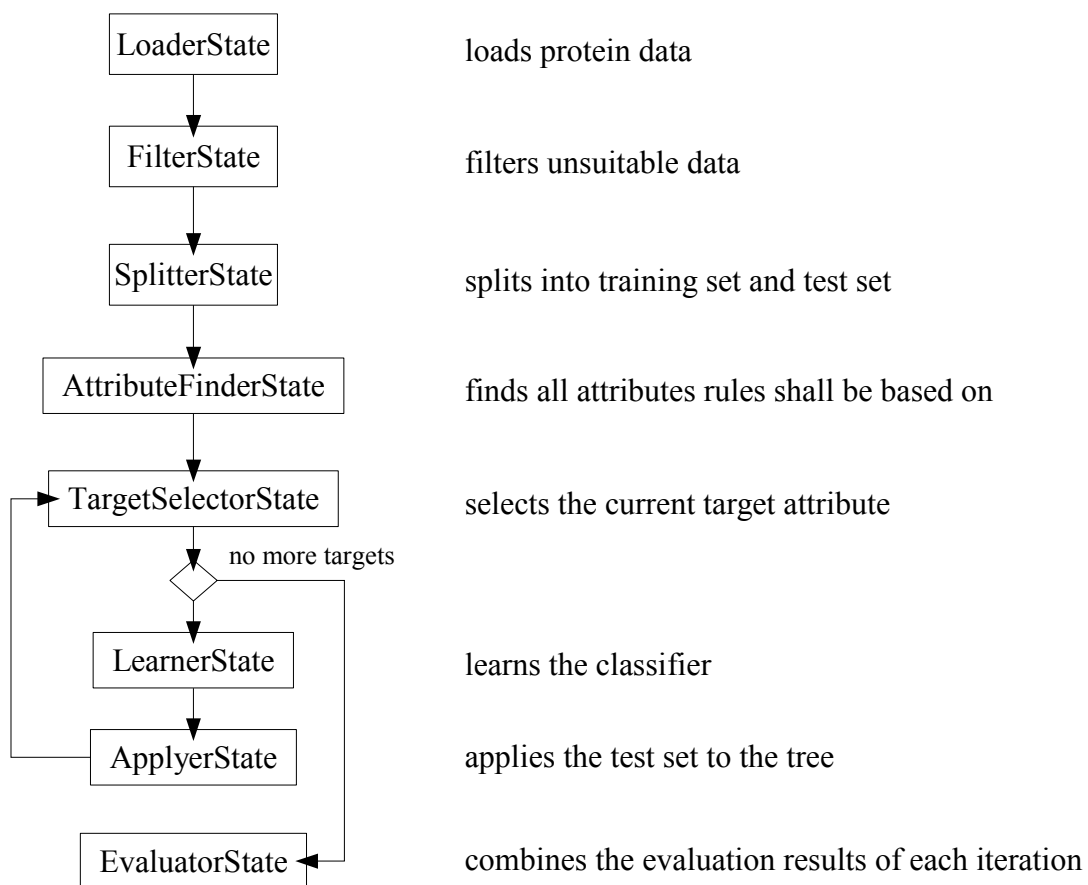 LoaderState
loads protein data
FilterState
filters unsuitable data
SplitterState
splits into training set and test set
AttributeFinderState
finds all attributes rules shall be based on
TargetSelectorState
selects the current target attribute
no more targets
LearnerState
learns the classifier
ApplyerState
applies the test set to the tree
EvaluatorState
combines the evaluation results of each iteration